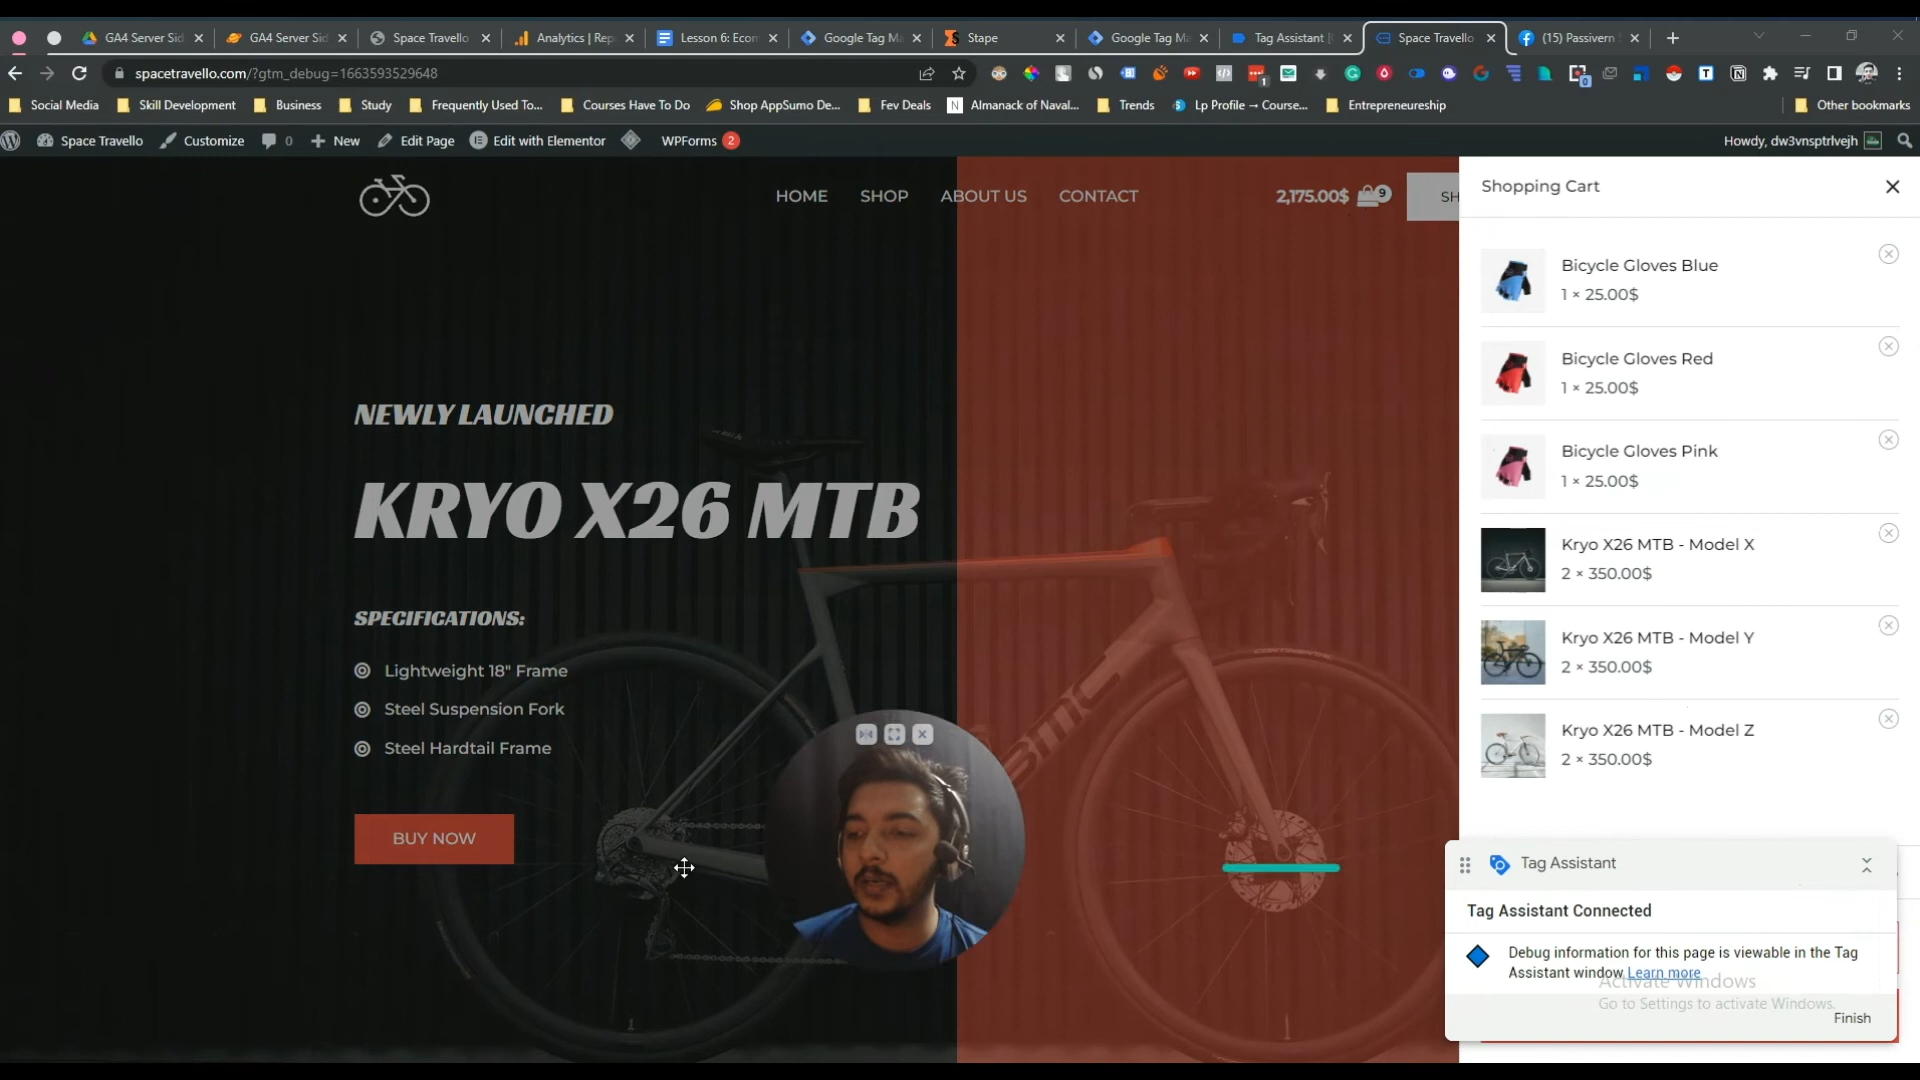 GA4 Server Sid
GA4 Server Sid
Space Travello
Analytics | Rep
Lesson 6: Ecom
Google Tag Ma
Stape
Google Tag Ma
Tag Assistant [
Space Travello
(15) Passivern
spacetravello.com/?gtm_debug=1663593529648
Social Media
Skill Development
Business
Study
Frequently Used To...
Courses Have To Do
Shop AppSumo De...
Fev Deals
Almanack of Naval...
Trends
Lp Profile → Course...
Entrepreneureship
Other bookmarks
Space Travello
Customize
0
New
Edit Page
Edit with Elementor
WPForms 2
Howdy, dw3vnsptrlvejh
HOME
SHOP
ABOUT US
CONTACT
2,175.00$ 9
SH
Shopping Cart
Bicycle Gloves Blue
1 × 25.00$
Bicycle Gloves Red
1 × 25.00$
Bicycle Gloves Pink
1 × 25.00$
Kryo X26 MTB - Model X
2 × 350.00$
Kryo X26 MTB - Model Y
2 × 350.00$
Kryo X26 MTB - Model Z
2 × 350.00$
NEWLY LAUNCHED
KRYO X26 MTB
SPECIFICATIONS:
Lightweight 18" Frame
Steel Suspension Fork
Steel Hardtail Frame
BUY NOW
BMC
Tag Assistant
Tag Assistant Connected
Debug information for this page is viewable in the Tag
Assistant window Learn more
Activate Windows
Go to Settings to activate Windows.
Finish